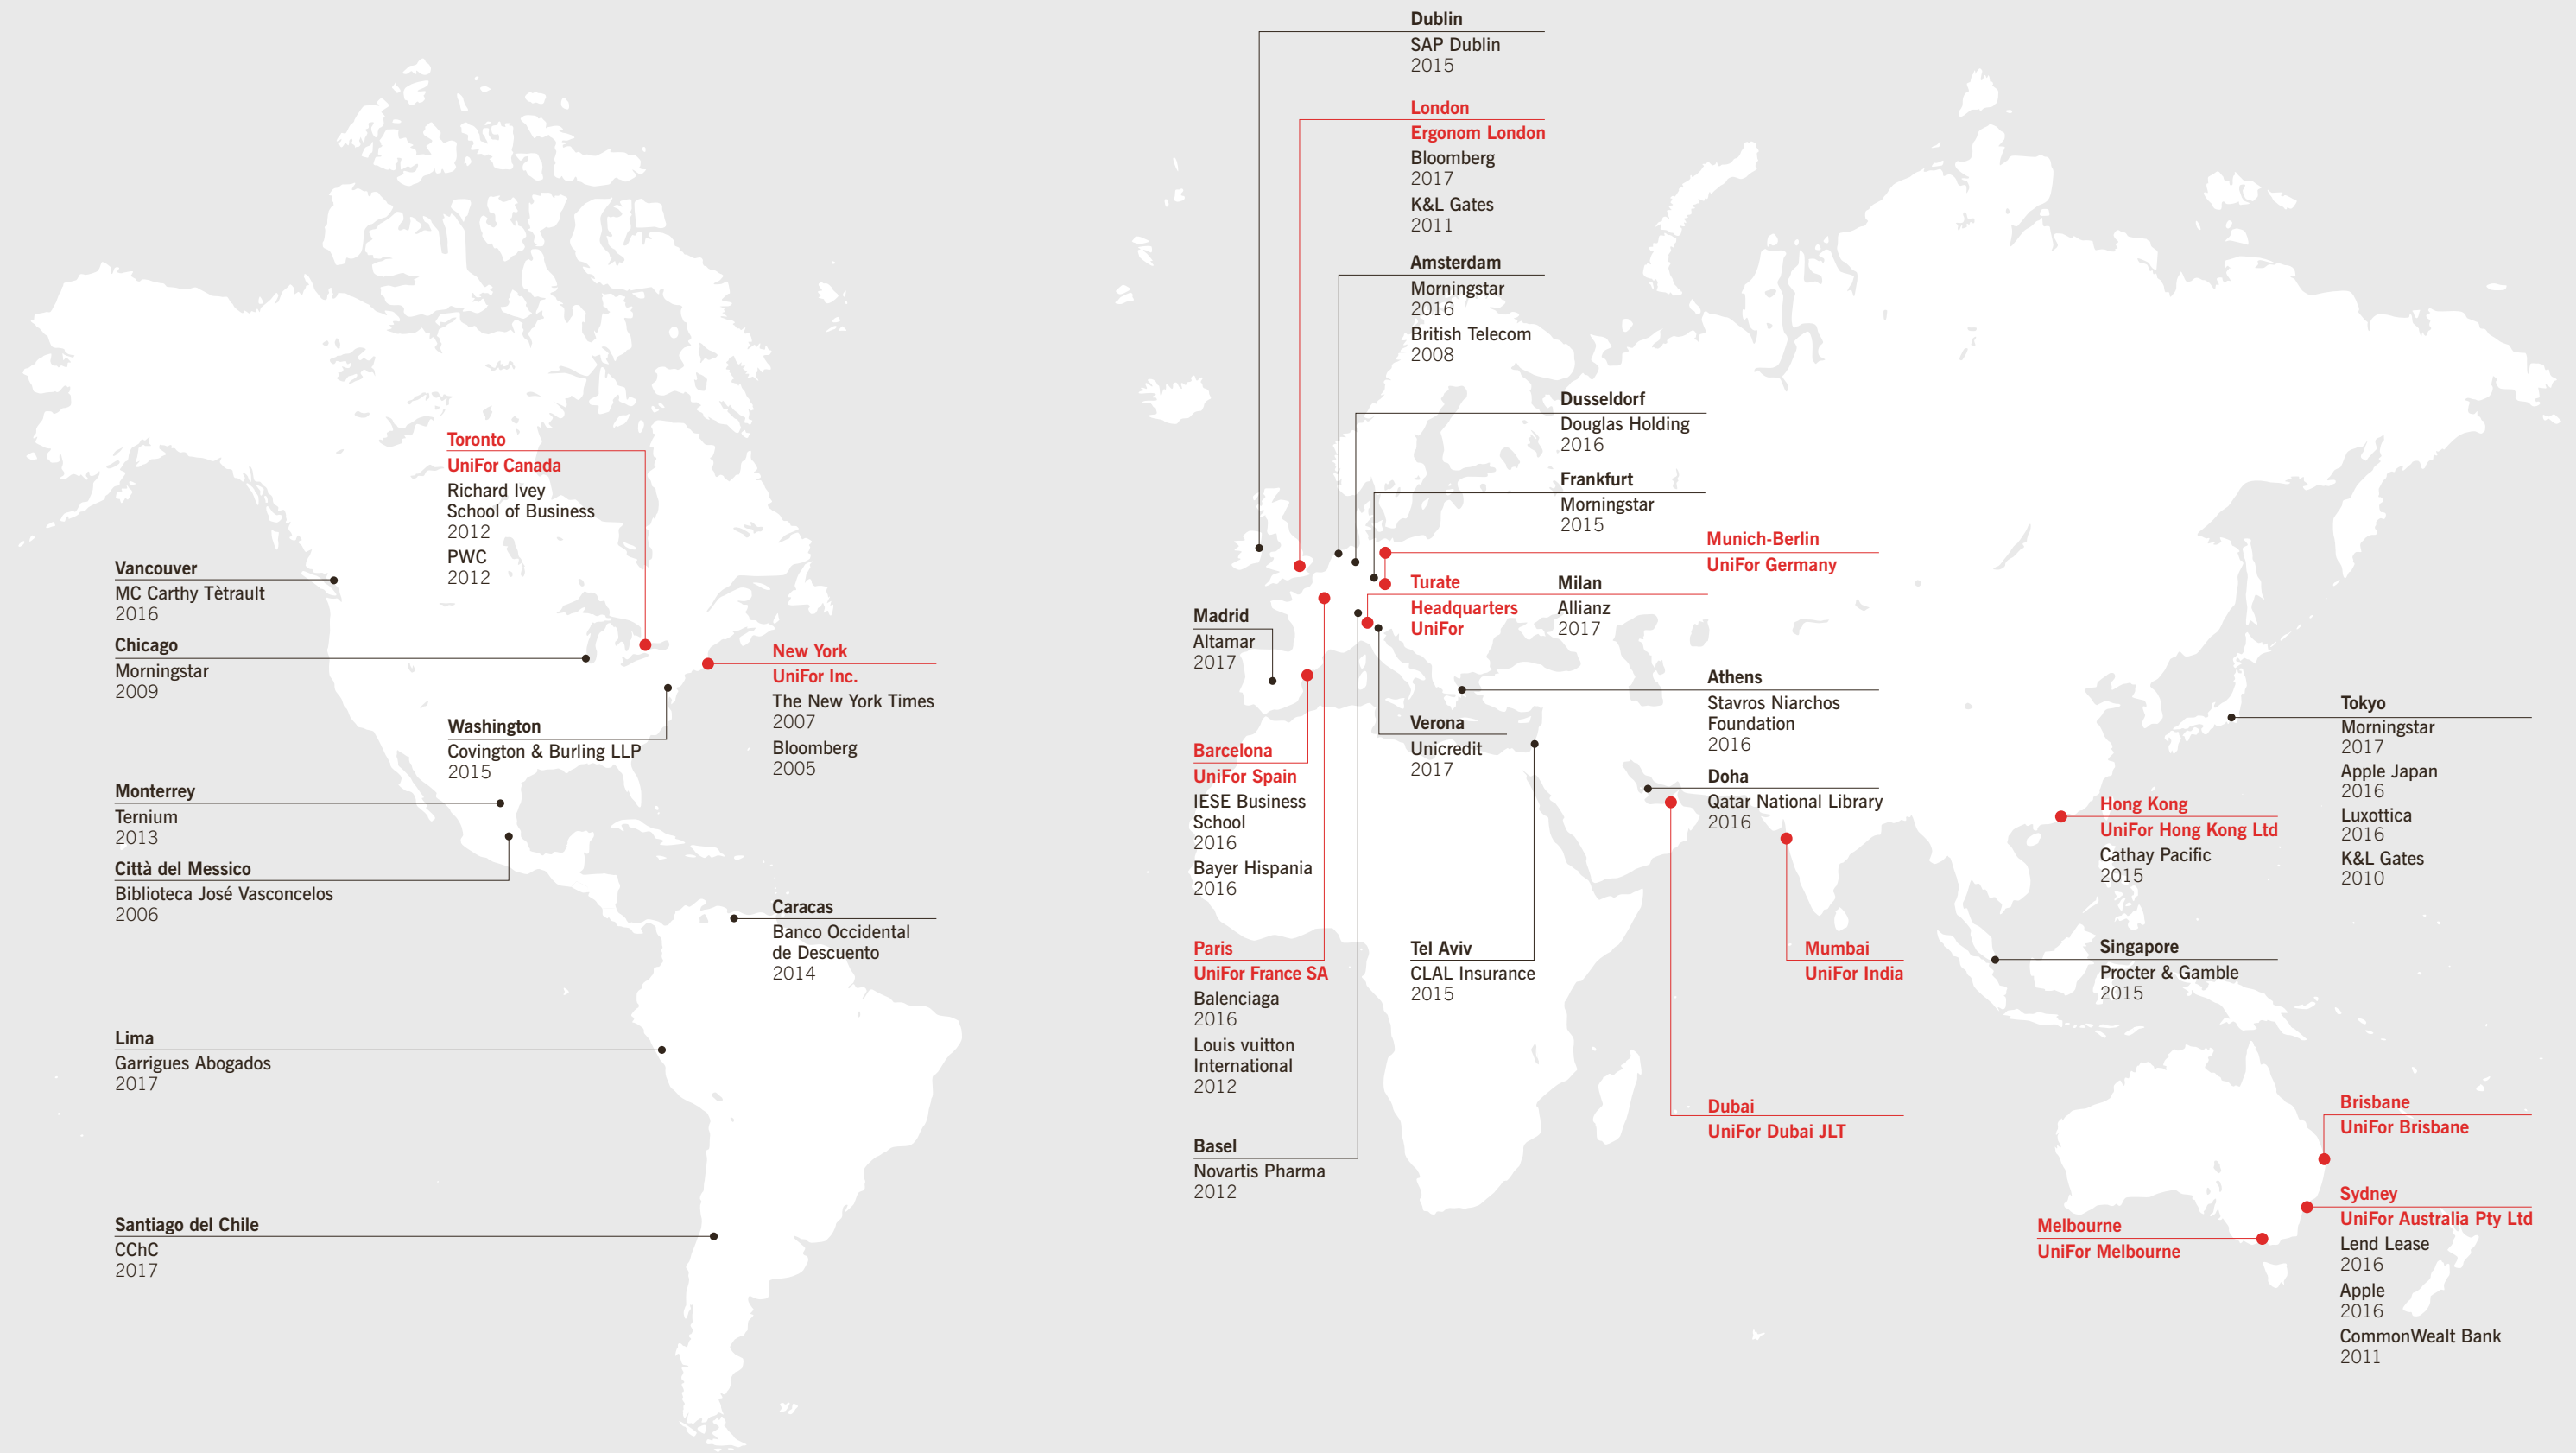 Dublin
SAP Dublin
2015
London
Ergonom London
Bloomberg
2017
K&L Gates
2011
Amsterdam
Morningstar
2016
British Telecom
2008
Dusseldorf
Douglas Holding
2016
Frankfurt
Morningstar
2015
Munich-Berlin
UniFor Germany
Turate
Headquarters
UniFor
Milan
Allianz
2017
Toronto
UniFor Canada
Richard Ivey
School of Business
2012
PWC
2012
Vancouver
MC Carthy Tètrault
2016
Chicago
Morningstar
2009
New York
UniFor Inc.
The New York Times
2007
Bloomberg
2005
Washington
Covington & Burling LLP
2015
Monterrey
Ternium
2013
Città del Messico
Biblioteca José Vasconcelos
2006
Caracas
Banco Occidental
de Descuento
2014
Lima
Garrigues Abogados
2017
Santiago del Chile
CChC
2017
Madrid
Altamar
2017
Barcelona
UniFor Spain
IESE Business
School
2016
Bayer Hispania
2016
Paris
UniFor France SA
Balenciaga
2016
Louis vuitton
International
2012
Basel
Novartis Pharma
2012
Verona
Unicredit
2017
Tel Aviv
CLAL Insurance
2015
Athens
Stavros Niarchos
Foundation
2016
Doha
Qatar National Library
2016
Mumbai
UniFor India
Dubai
UniFor Dubai JLT
Hong Kong
UniFor Hong Kong Ltd
Cathay Pacific
2015
Singapore
Procter & Gamble
2015
Tokyo
Morningstar
2017
Apple Japan
2016
Luxottica
2016
K&L Gates
2010
Brisbane
UniFor Brisbane
Sydney
UniFor Australia Pty Ltd
Lend Lease
2016
Apple
2016
CommonWealt Bank
2011
Melbourne
UniFor Melbourne